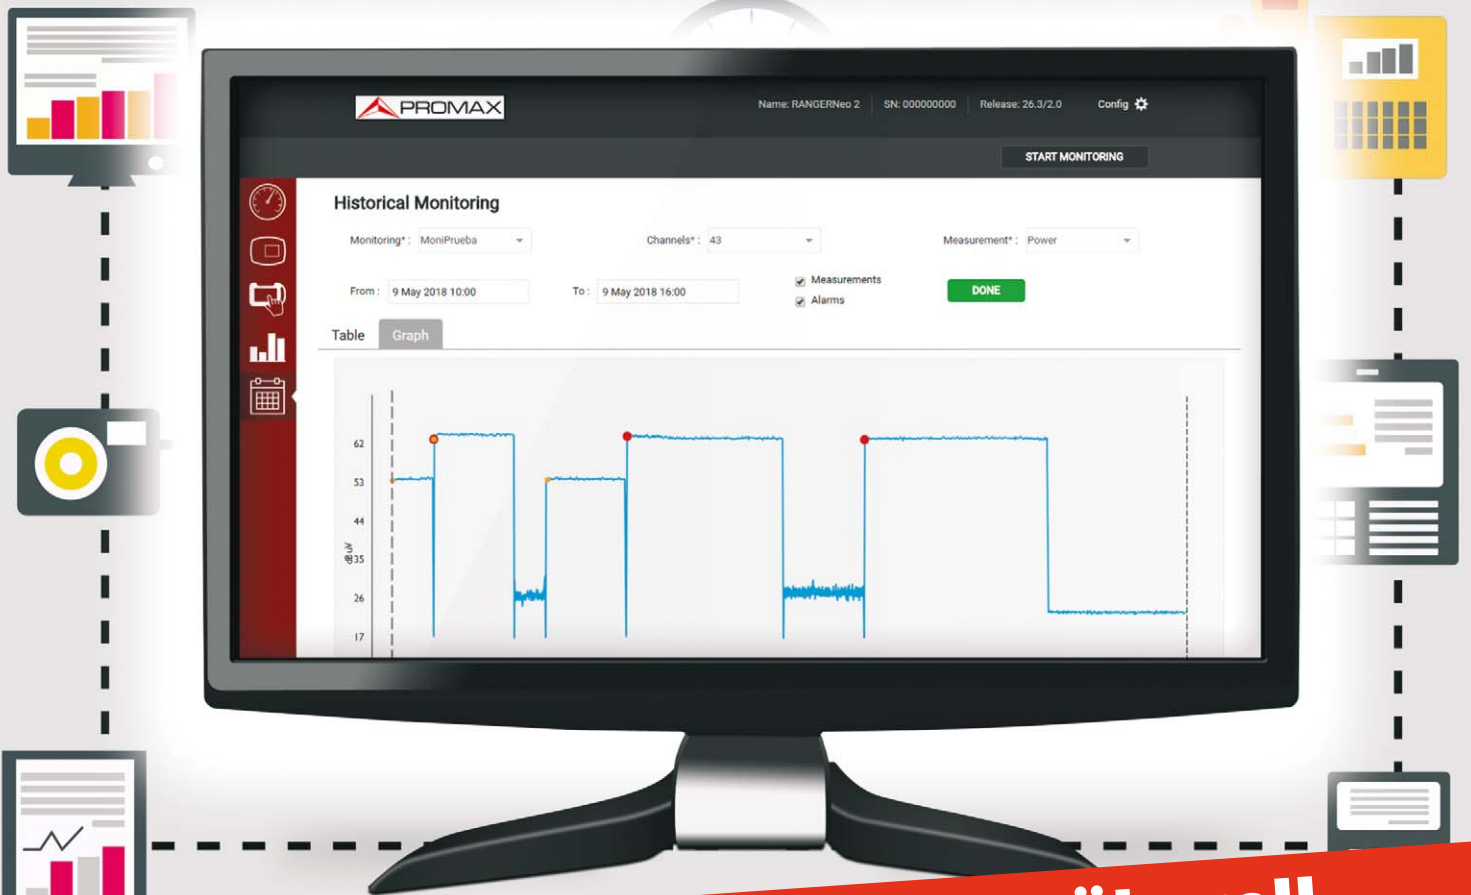 PROMAX
Name: RANGERNeo 2 SN: 000000000 Release: 26.3/2.0 Config
START MONITORING
Historical Monitoring
Monitoring* : MoniPrueba Channels* : 43 Measurement* : Power
From : 9 May 2018 10:00 To : 9 May 2018 16:00 Measurements DONE
Alarms
Table Graph
62
53
44
dBuV
35
26
17